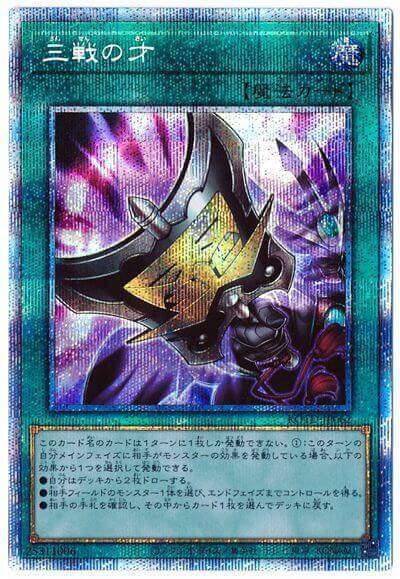 三戦の才
魔
【魔法カード】
このカード名のカードは1ターンに1枚しか発動できない。①:このターンの
自分メインフェイズに相手がモンスターの効果を発動している場合、以下の
効果から1つを選択して発動できる。
●自分はデッキから2枚ドローする。
●相手フィールドのモンスター1体を選び、エンドフェイズまでコントロールを得る。
●相手の手札を確認し、その中からカード1枚を選んでデッキに戻す。
25311006